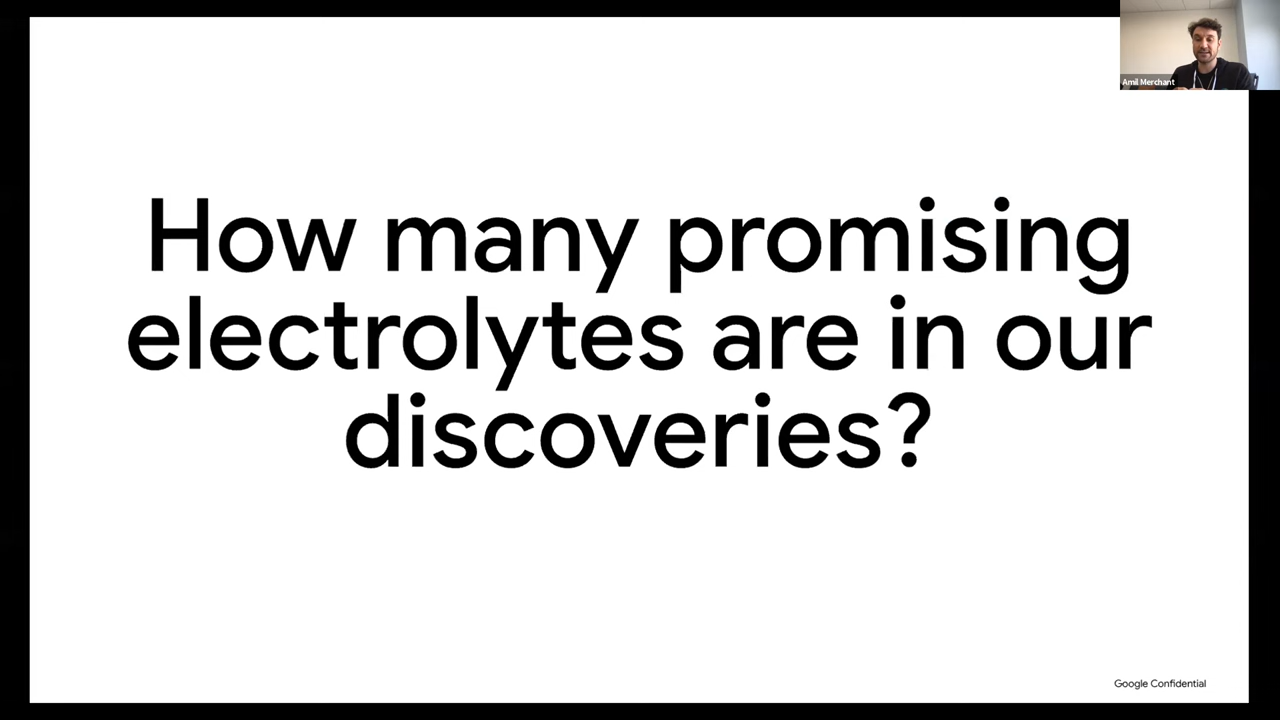 Amil Merchant
How many promising
electrolytes are in our
discoveries?
Google Confidential